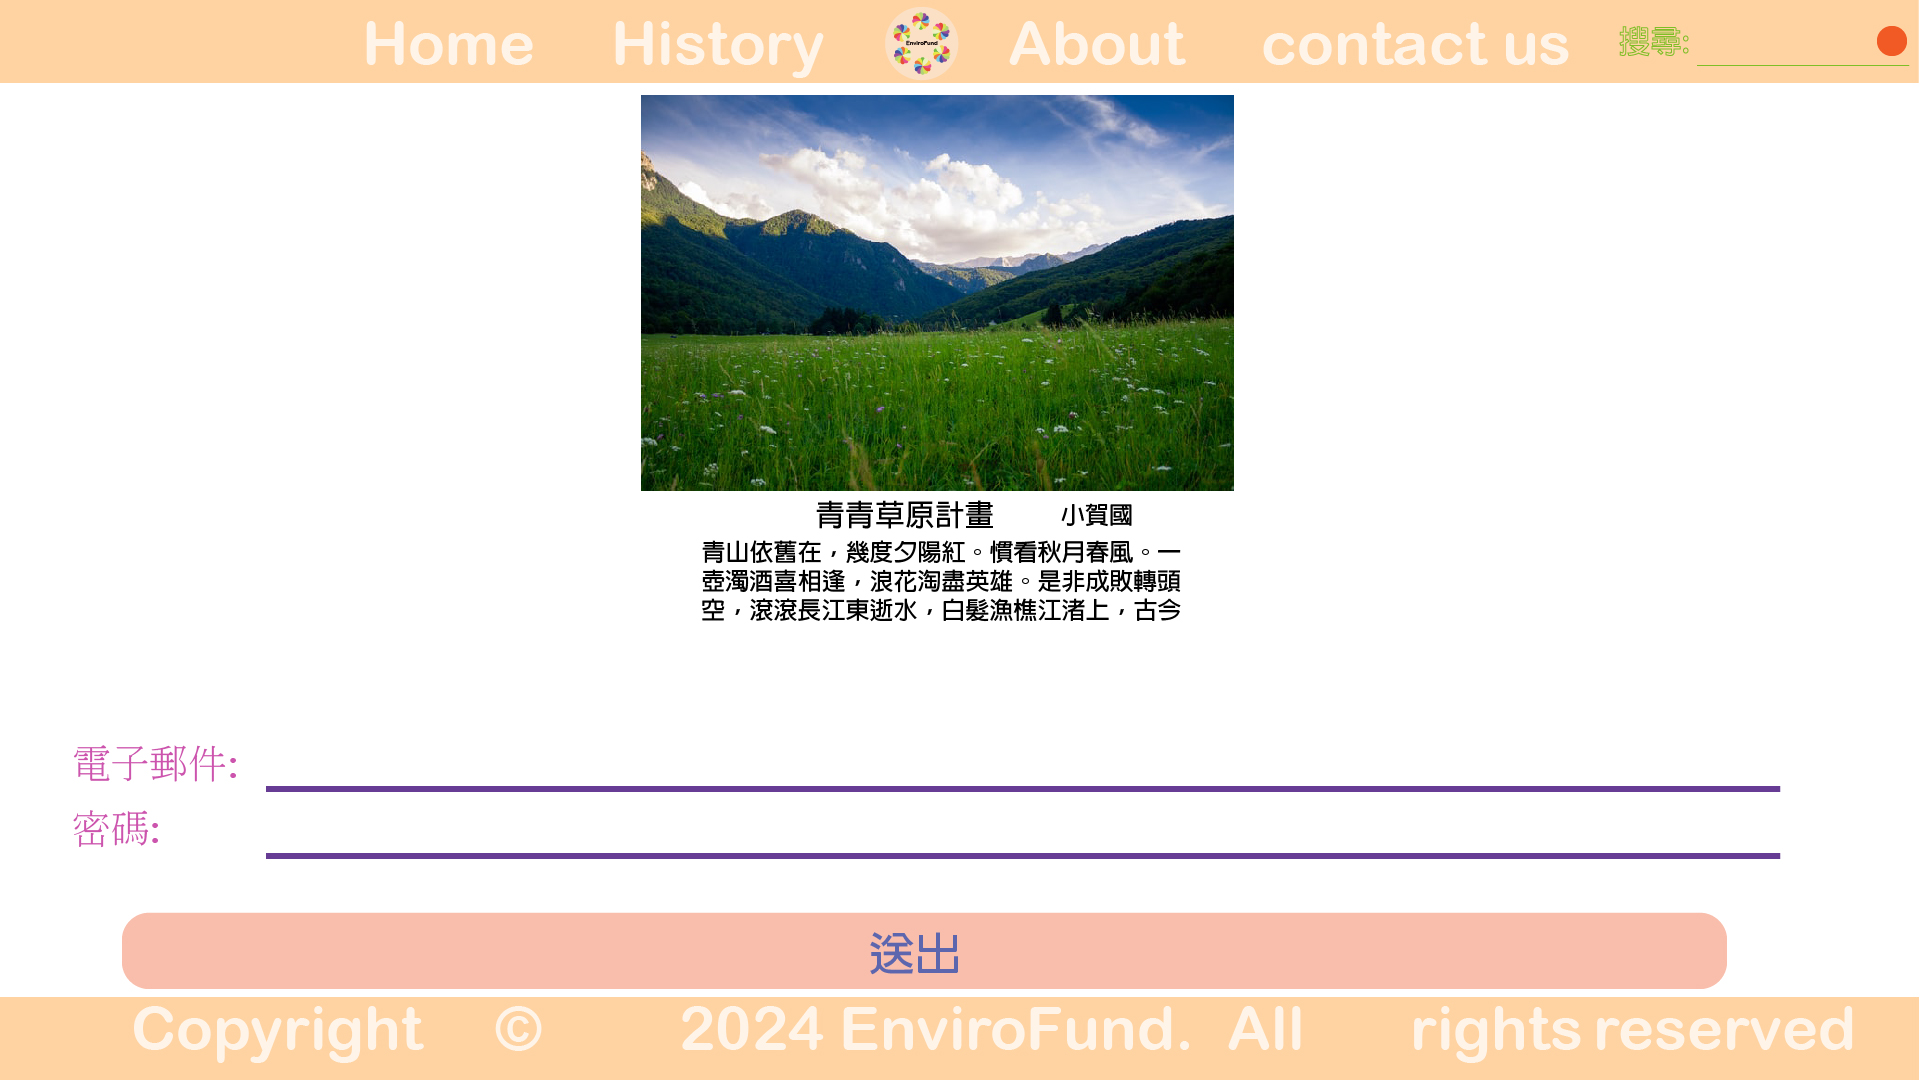 Home History EnviroFund About contact us 搜尋:
青青草原計畫 小賀國
青山依舊在，幾度夕陽紅。慣看秋月春風。一
壺濁酒喜相逢，浪花淘盡英雄。是非成敗轉頭
空，滾滾長江東逝水，白髮漁樵江渚上，古今
電子郵件:
密碼:
送出
Copyright © 2024 EnviroFund. All rights reserved